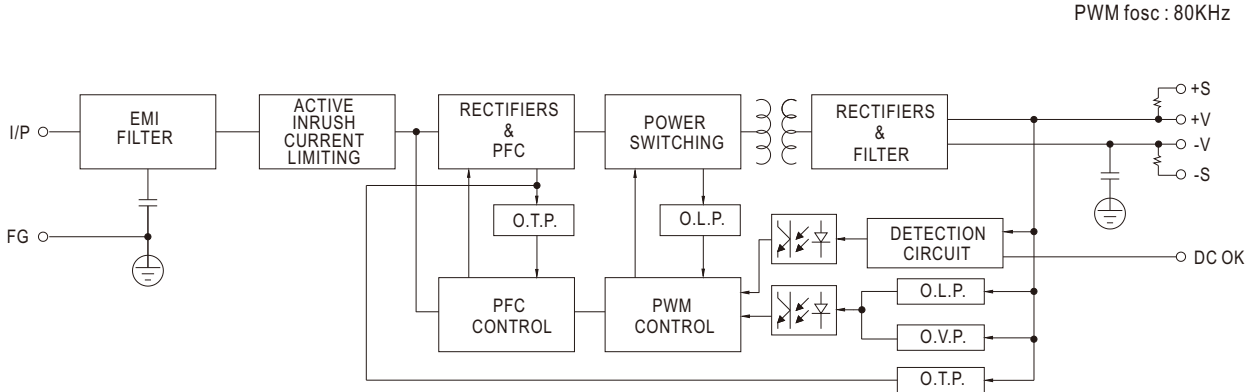 PWM fosc : 80KHz
I/P
EMI
FILTER
ACTIVE
INRUSH
CURRENT
LIMITING
RECTIFIERS
&
PFC
POWER
SWITCHING
RECTIFIERS
&
FILTER
+S
+V
-V
-S
FG
O.T.P.
O.L.P.
DETECTION
CIRCUIT
DC OK
PFC
CONTROL
PWM
CONTROL
O.L.P.
O.V.P.
O.T.P.